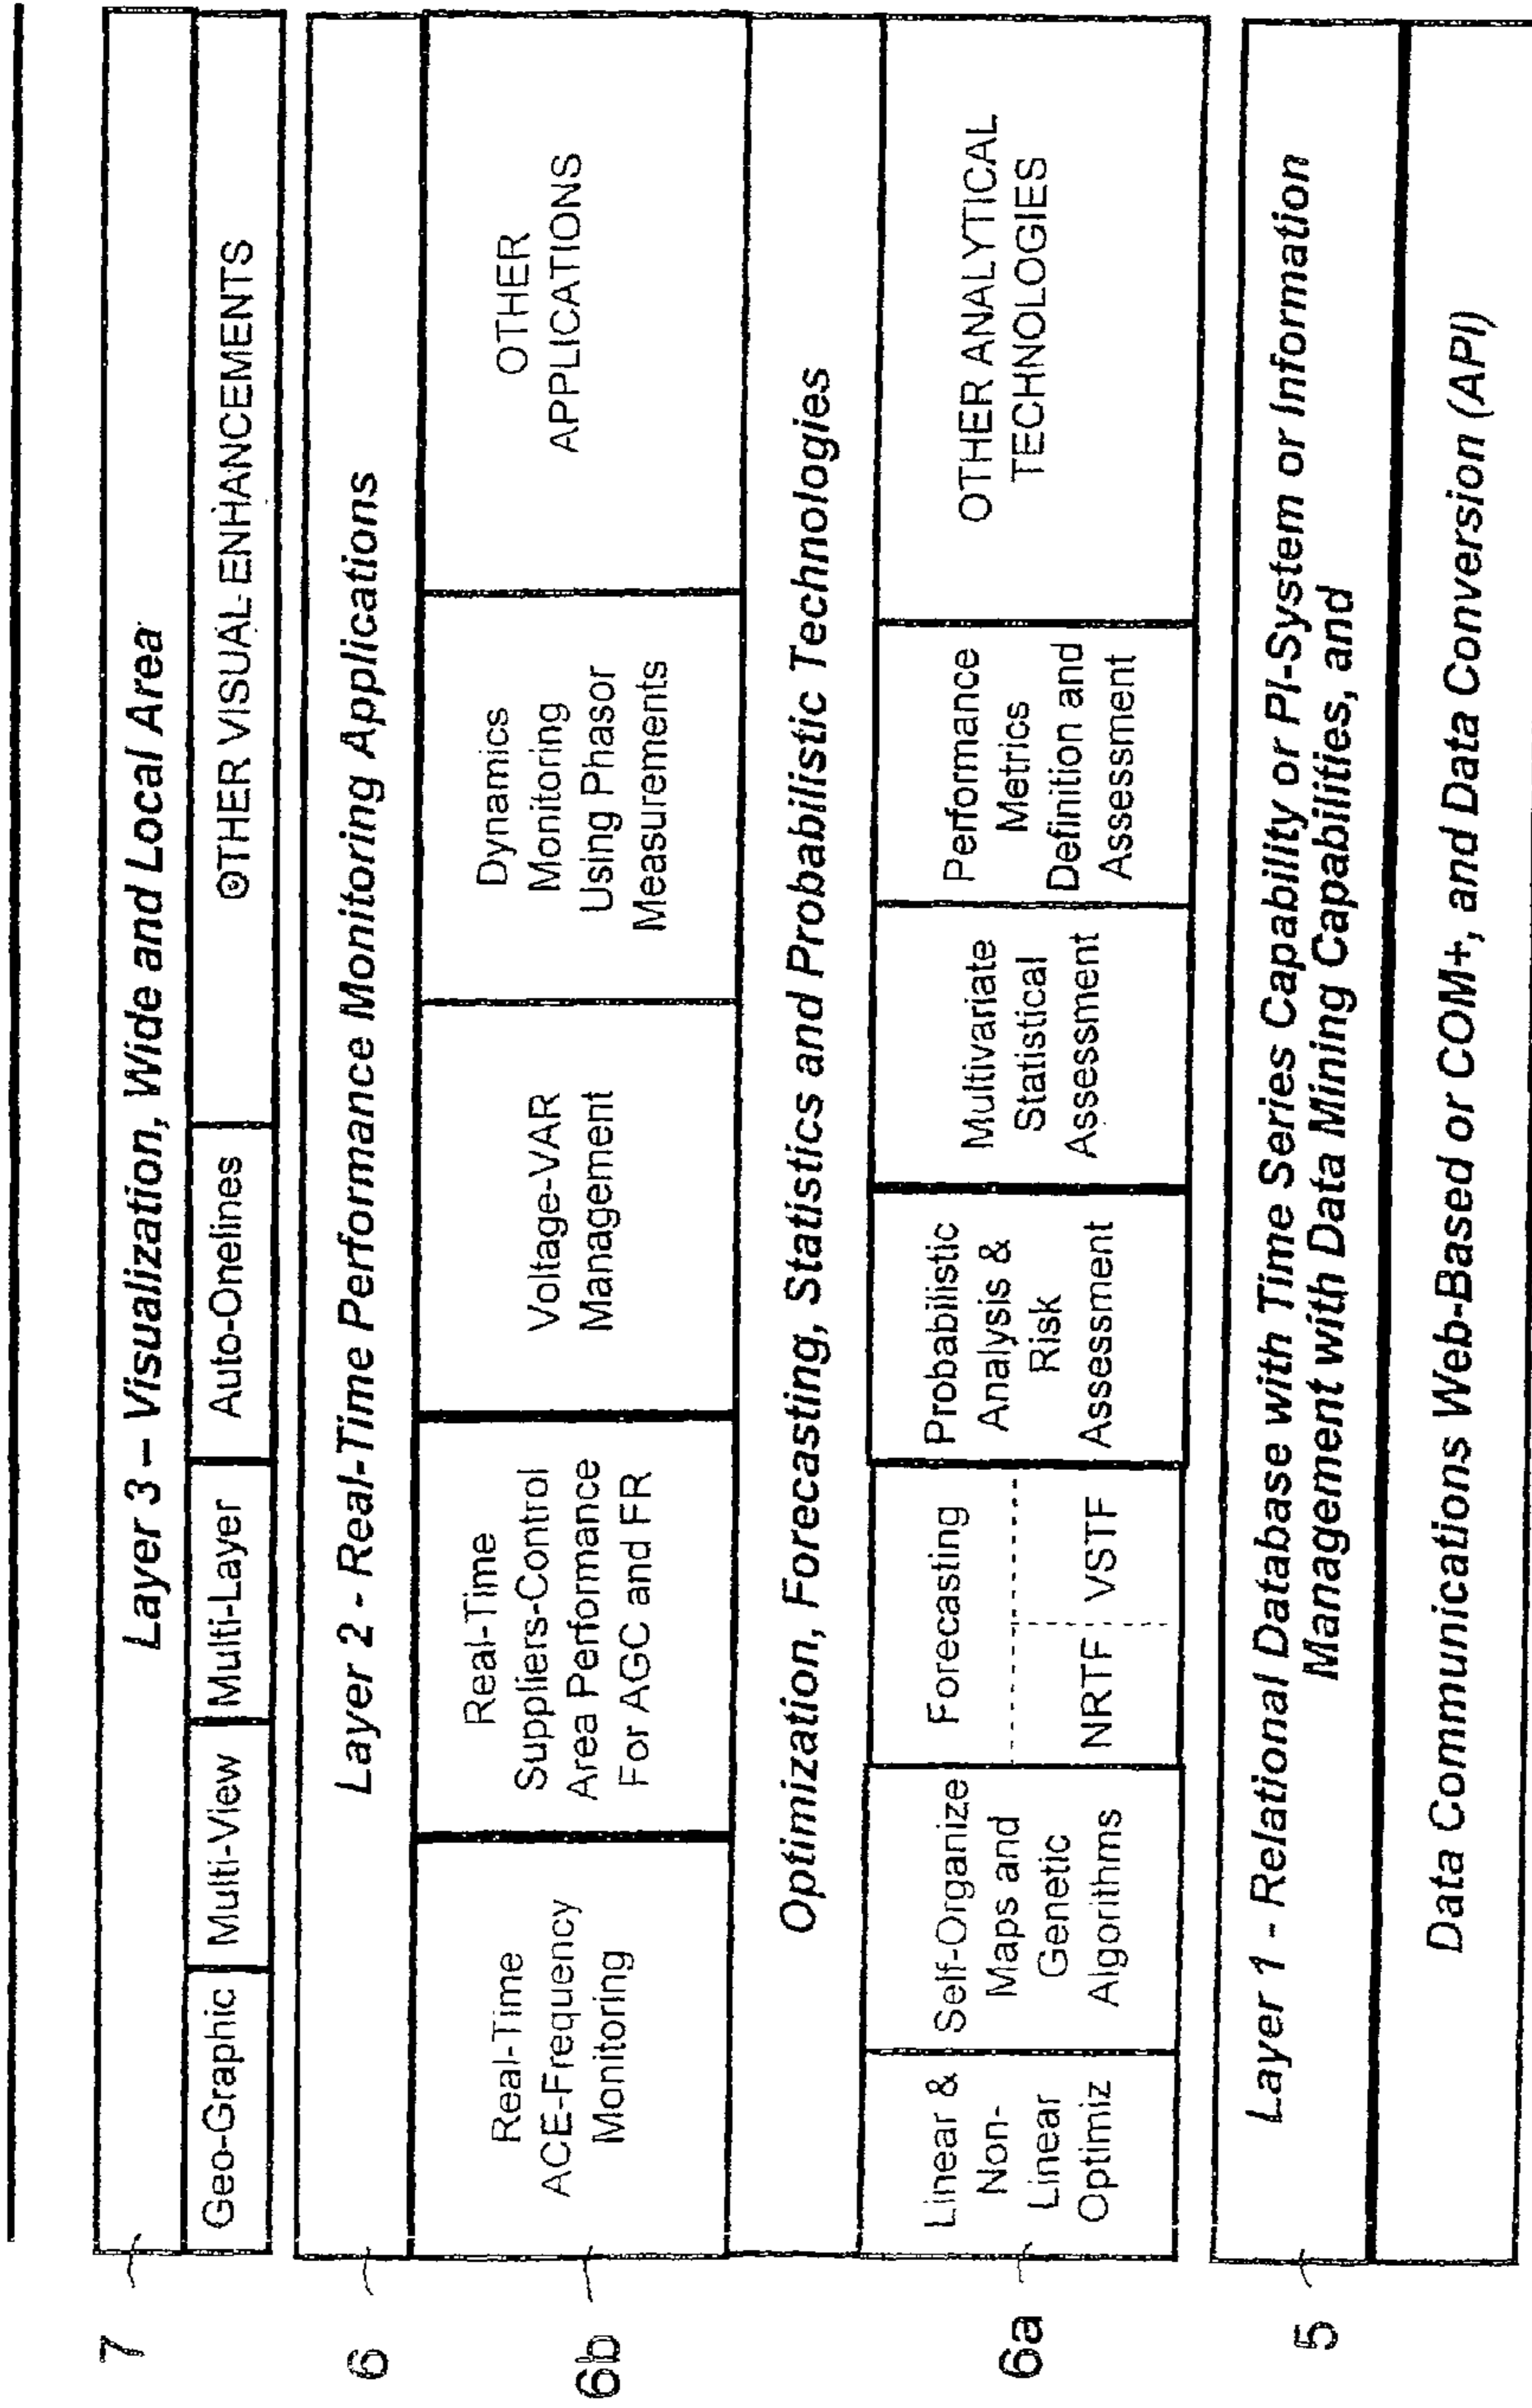 7
Layer 3 – Visualization, Wide and Local Area
Geo-Graphic
Multi-View
Multi-Layer
Auto-Onelines
OTHER VISUAL ENHANCEMENTS
6
Layer 2 - Real-Time Performance Monitoring Applications
6b
Real-Time
ACE-Frequency
Monitoring
Real-Time
Suppliers-Control
Area Performance
For AGC and FR
Voltage-VAR
Management
Dynamics
Monitoring
Using Phasor
Measurements
OTHER
APPLICATIONS
Optimization, Forecasting, Statistics and Probabilistic Technologies
6a
Linear &
Non-
Linear
Optimiz
Self-Organize
Maps and
Genetic
Algorithms
Forecasting
NRTF
VSTF
Probabilistic
Analysis &
Risk
Assessment
Multivariate
Statistical
Assessment
Performance
Metrics
Definition and
Assessment
OTHER ANALYTICAL
TECHNOLOGIES
5
Layer 1 - Relational Database with Time Series Capability or PI-System or Information
Management with Data Mining Capabilities, and
Data Communications Web-Based or COM+, and Data Conversion (API)